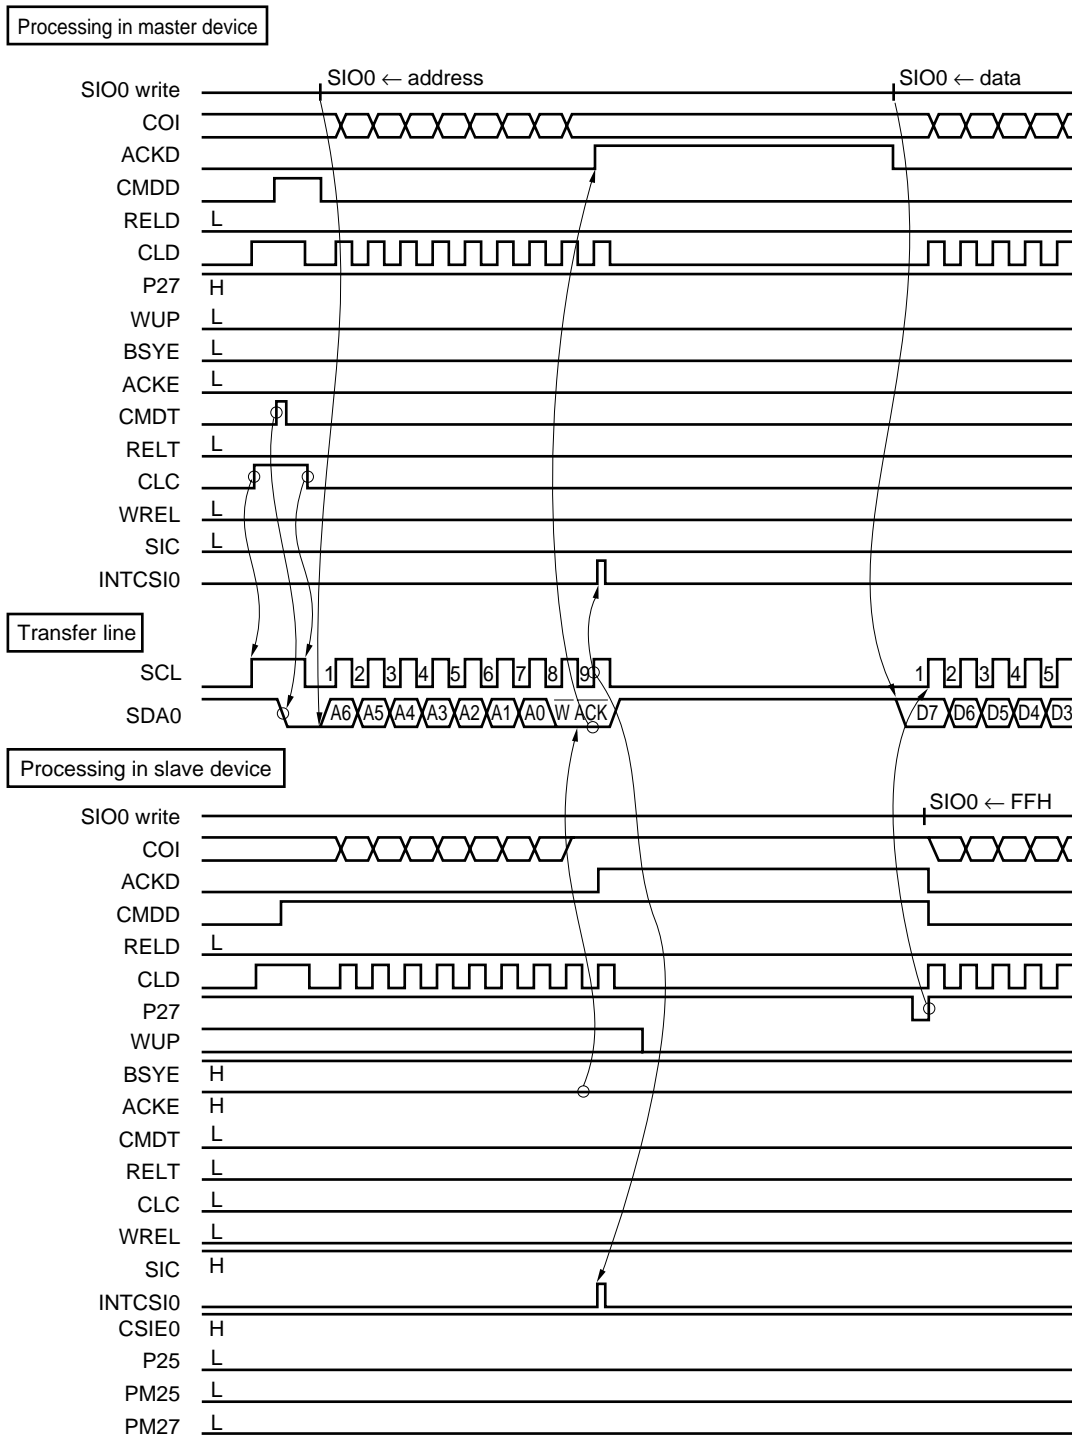 Processing in master device
SIO0 write SIO0 ← address SIO0 ← data
COI
ACKD
CMDD
RELD L
CLD
P27 H
WUP L
BSYE L
ACKE L
CMDT
RELT L
CLC
WREL L
SIC L
INTCSI0
Transfer line
SCL 1 2 3 4 5 6 7 8 9 1 2 3 4 5
SDA0 A6 A5 A4 A3 A2 A1 A0 W ACK D7 D6 D5 D4 D3
Processing in slave device
SIO0 write SIO0 ← FFH
COI
ACKD
CMDD
RELD L
CLD
P27
WUP
BSYE H
ACKE H
CMDT L
RELT L
CLC L
WREL L
SIC H
INTCSI0
CSIE0 H
P25 L
PM25 L
PM27 L